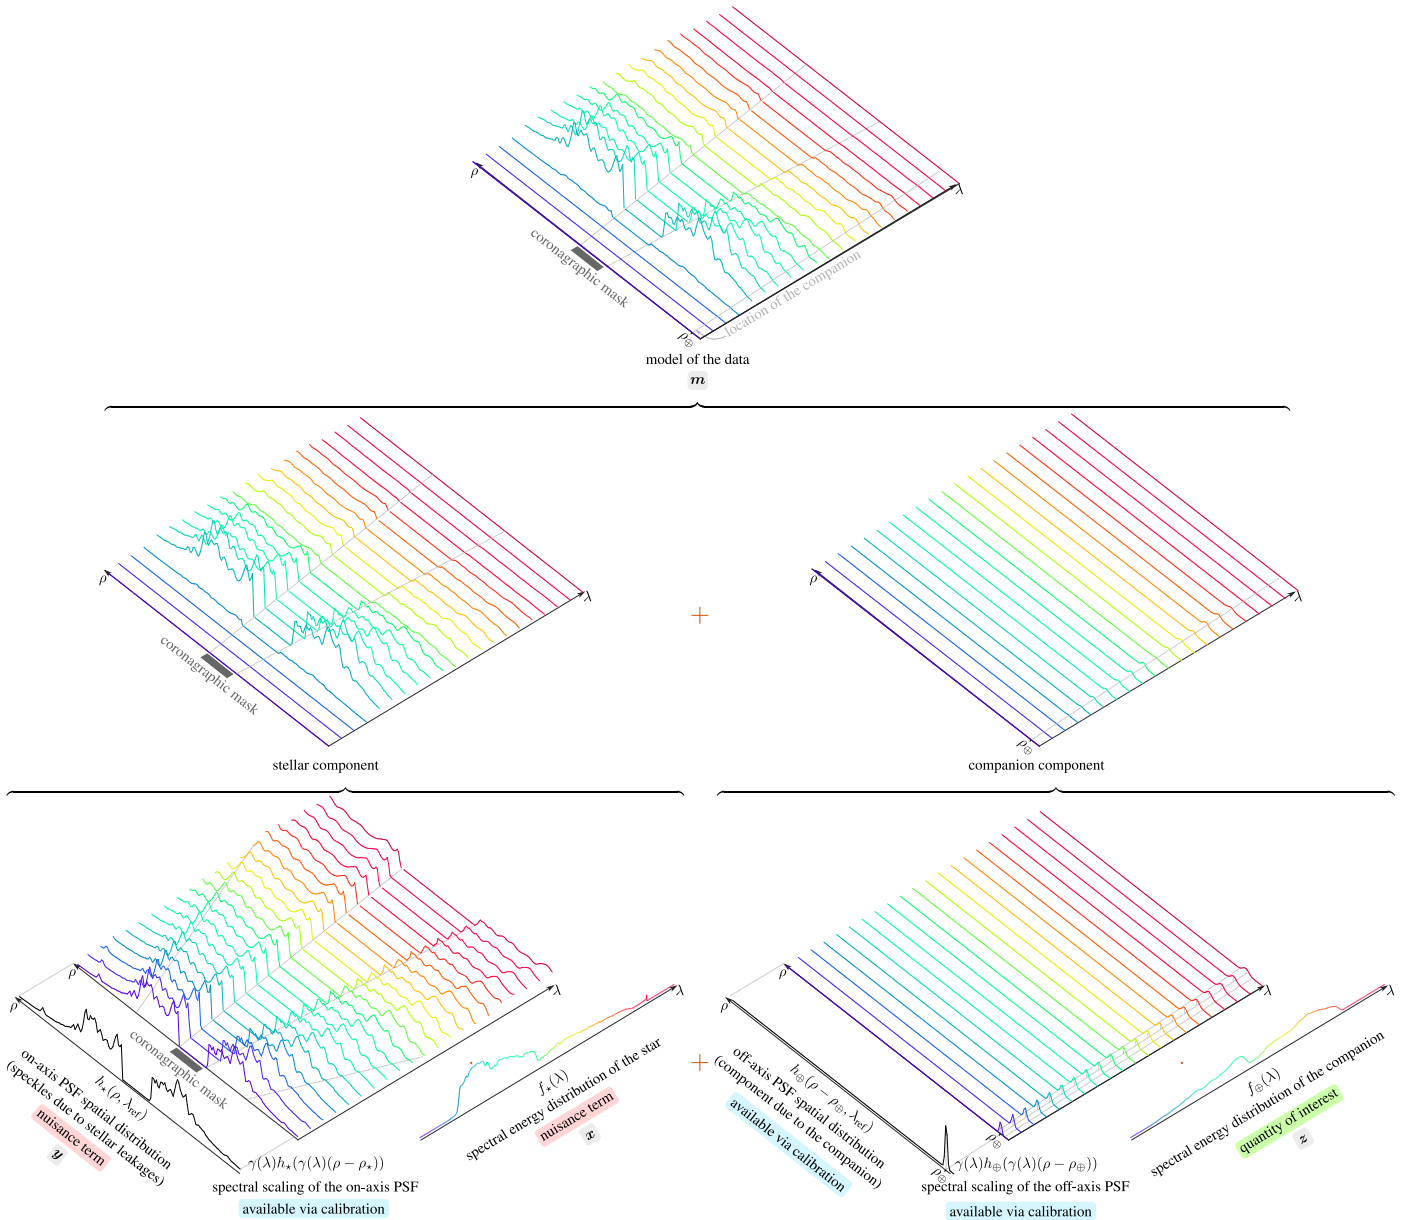 ρ
λ
coronagraphic mask
location of the companion
ρ⊕
model of the data
m
ρ
λ
coronagraphic mask
stellar component
+
ρ
λ
ρ⊕
companion component
ρ
ρ
λ
coronagraphic mask
h⋆(ρ, λref)
on-axis PSF spatial distribution
(speckles due to stellar leakages)
nuisance term
y
γ(λ)h⋆(γ(λ)(ρ − ρ⋆))
spectral scaling of the on-axis PSF
available via calibration
·
λ
f⋆(λ)
spectral energy distribution of the star
nuisance term
x
+
ρ
ρ
λ
ρ⊕
ρ⊕
h⊕(ρ − ρ⊕, λref)
off-axis PSF spatial distribution
(component due to the companion)
available via calibration
γ(λ)h⊕(γ(λ)(ρ − ρ⊕))
spectral scaling of the off-axis PSF
available via calibration
·
λ
f⊕(λ)
spectral energy distribution of the companion
quantity of interest
z